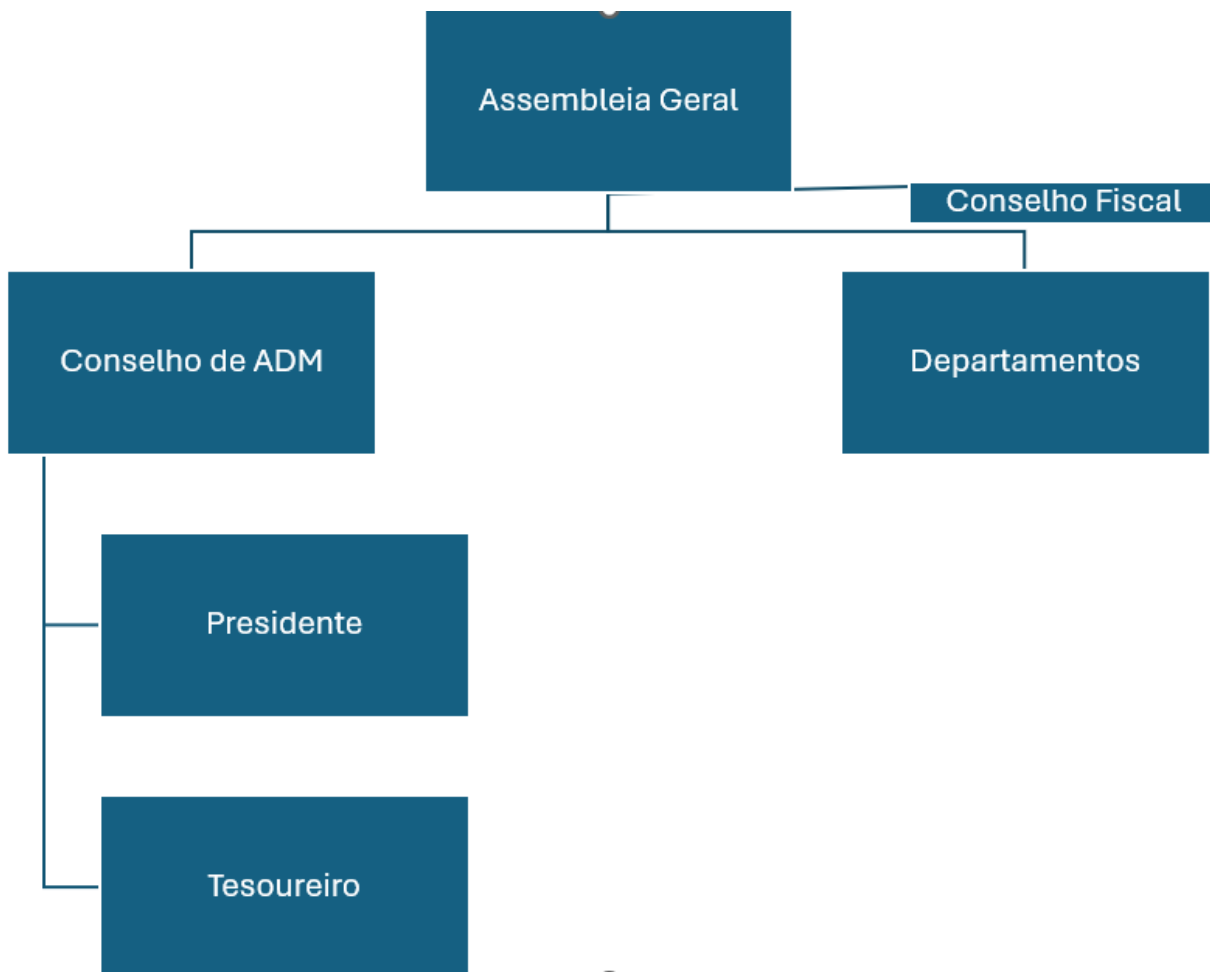 Assembleia Geral
Conselho Fiscal
Conselho de ADM
Departamentos
Presidente
Tesoureiro